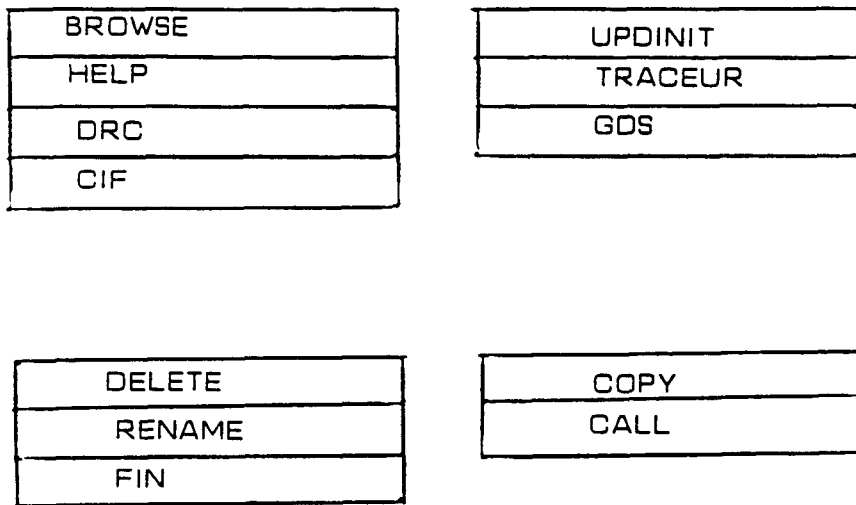 BROWSE
HELP
DRC
CIF
UPDINIT
TRACEUR
GDS
DELETE
RENAME
FIN
COPY
CALL